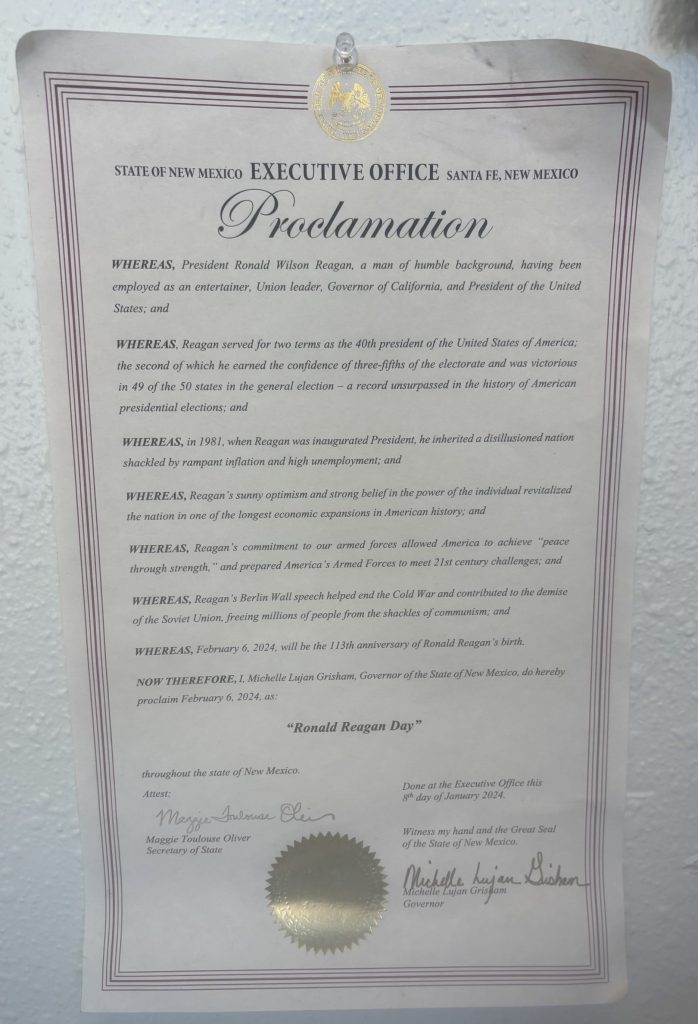 STATE OF NEW MEXICO EXECUTIVE OFFICE SANTA FE, NEW MEXICO
Proclamation
WHEREAS, President Ronald Wilson Reagan, a man of humble background, having been
employed as an entertainer, Union leader, Governor of California, and President of the United
States; and
WHEREAS, Reagan served for two terms as the 40th president of the United States of America;
the second of which he earned the confidence of three-fifths of the electorate and was victorious
in 49 of the 50 states in the general election – a record unsurpassed in the history of American
presidential elections; and
WHEREAS, in 1981, when Reagan was inaugurated President, he inherited a disillusioned nation
shackled by rampant inflation and high unemployment; and
WHEREAS, Reagan's sunny optimism and strong belief in the power of the individual revitalized
the nation in one of the longest economic expansions in American history; and
WHEREAS, Reagan's commitment to our armed forces allowed America to achieve "peace
through strength," and prepared America's Armed Forces to meet 21st century challenges; and
WHEREAS, Reagan's Berlin Wall speech helped end the Cold War and contributed to the demise
of the Soviet Union, freeing millions of people from the shackles of communism; and
WHEREAS, February 6, 2024, will be the 113th anniversary of Ronald Reagan's birth.
NOW THEREFORE, I, Michelle Lujan Grisham, Governor of the State of New Mexico, do hereby
proclaim February 6, 2024, as:
"Ronald Reagan Day"
throughout the state of New Mexico.
Attest:
Maggie Toulouse Oliver
Maggie Toulouse Oliver
Secretary of State
Done at the Executive Office this
8th day of January 2024.
Witness my hand and the Great Seal
of the State of New Mexico.
Michelle Lujan Grisham
Michelle Lujan Grisham
Governor